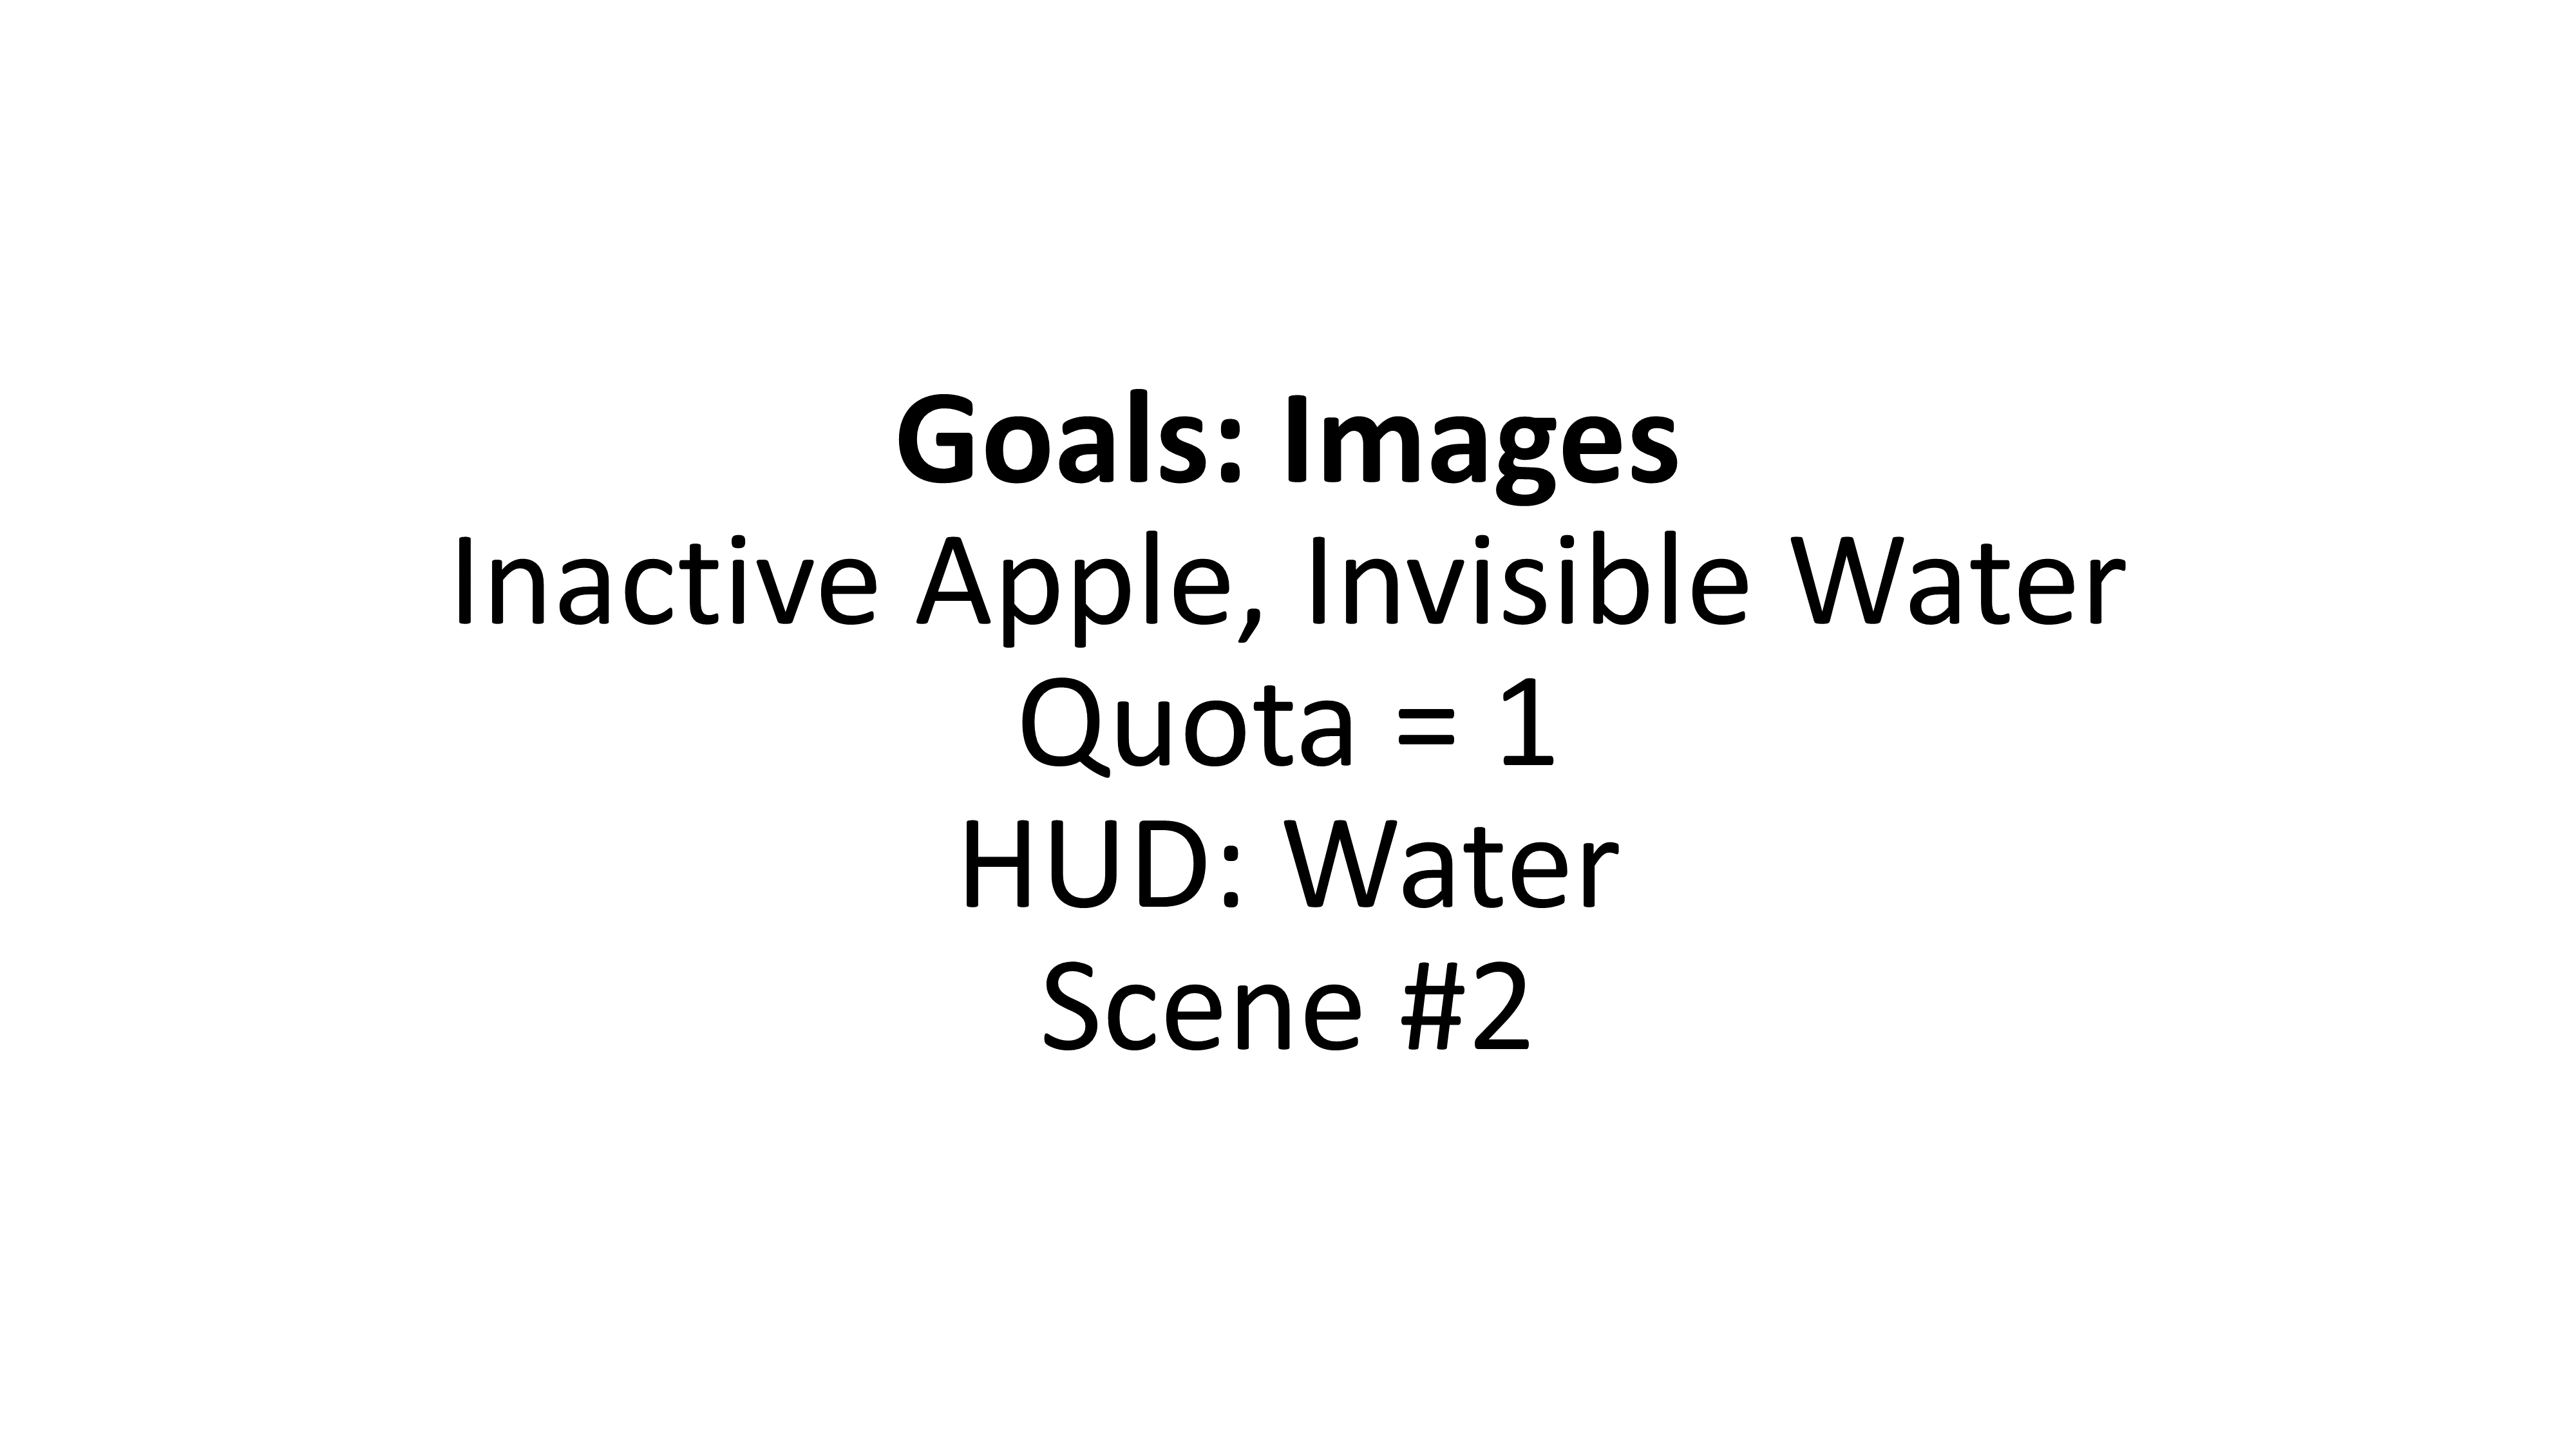 Goals: Images
Inactive Apple, Invisible Water
Quota = 1
HUD: Water
Scene #2